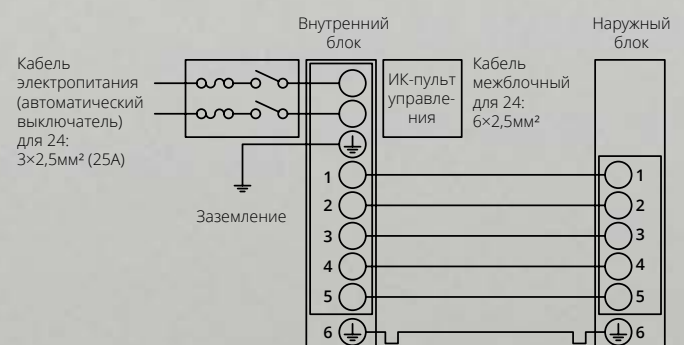 Внутренний
блок
Наружный
блок
Кабель
электропитания
(автоматический
выключатель)
для 24:
3×2,5мм² (25А)
ИК-пульт
управле-
ния
Кабель
межблочный
для 24:
6×2,5мм²
Заземление
1
2
3
4
5
6
1
2
3
4
5
6